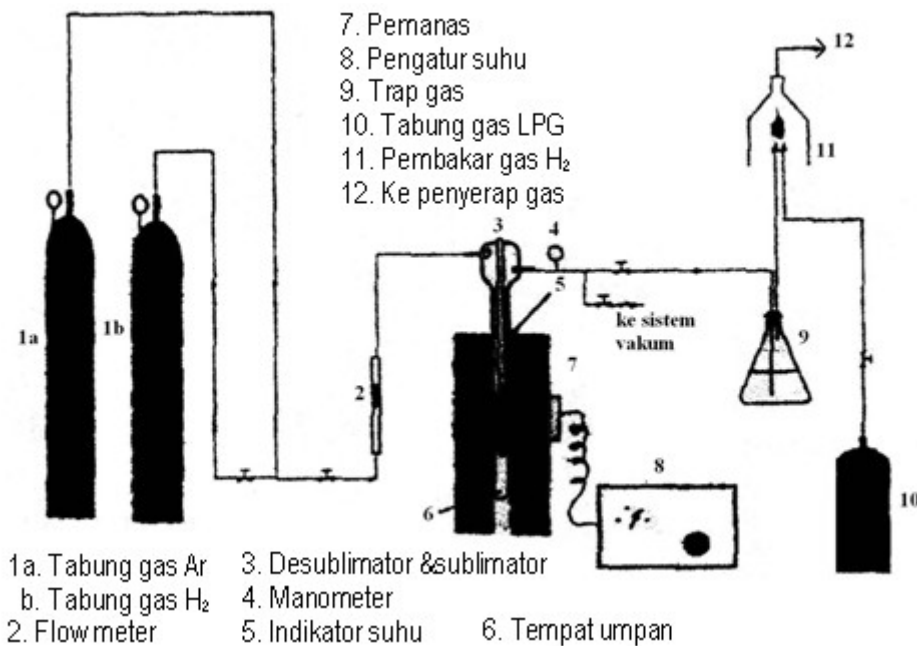 7. Pemanas
8. Pengatur suhu
9. Trap gas
10. Tabung gas LPG
11. Pembakar gas H₂
12. Ke penyerap gas
12
11
3
4
5
1a
1b
ke sistem
vakum
9
2
7
8
6
10
1a. Tabung gas Ar
b. Tabung gas H₂
2. Flow meter
3. Desublimator &sublimator
4. Manometer
5. Indikator suhu
6. Tempat umpan